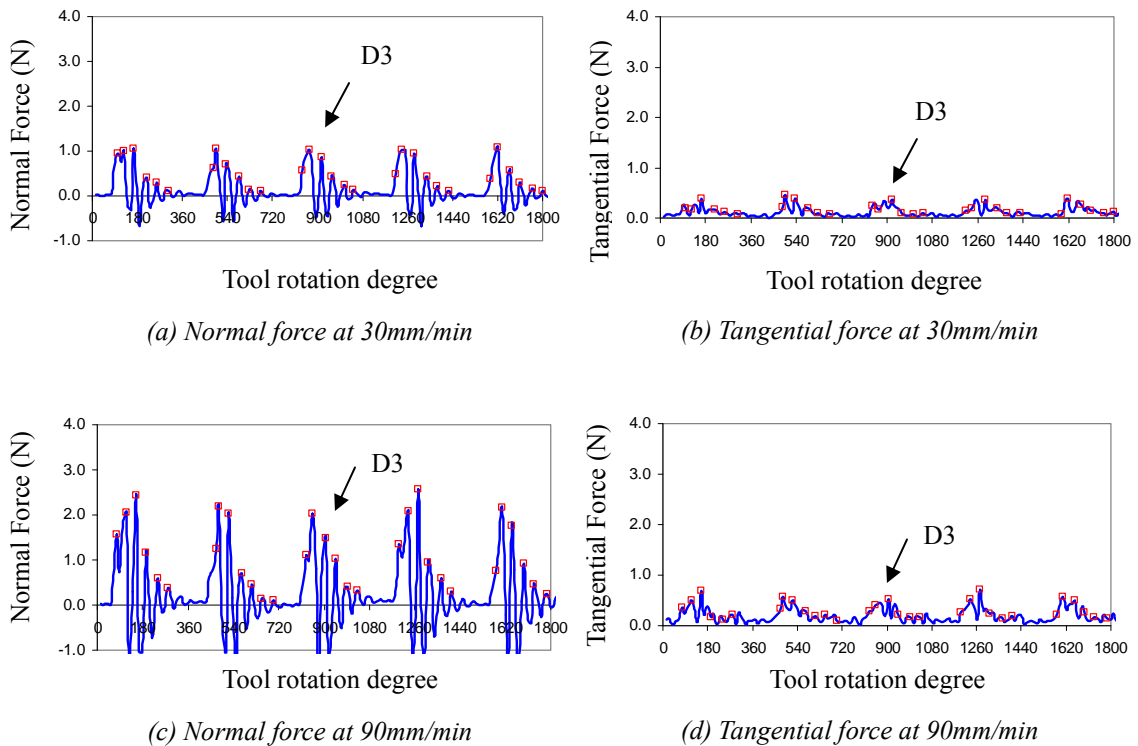 4.0
3.0
2.0
1.0
0.0
-1.0
Normal Force (N)
D3
0 180 360 540 720 900 1080 1260 1440 1620 1800
Tool rotation degree
(a) Normal force at 30mm/min
4.0
3.0
2.0
1.0
0.0
Tangential Force (N)
D3
0 180 360 540 720 900 1080 1260 1440 1620 1800
Tool rotation degree
(b) Tangential force at 30mm/min
4.0
3.0
2.0
1.0
0.0
-1.0
Normal Force (N)
D3
0 180 360 540 720 900 1080 1260 1440 1620 1800
Tool rotation degree
(c) Normal force at 90mm/min
4.0
3.0
2.0
1.0
0.0
Tangential Force (N)
D3
0 180 360 540 720 900 1080 1260 1440 1620 1800
Tool rotation degree
(d) Tangential force at 90mm/min